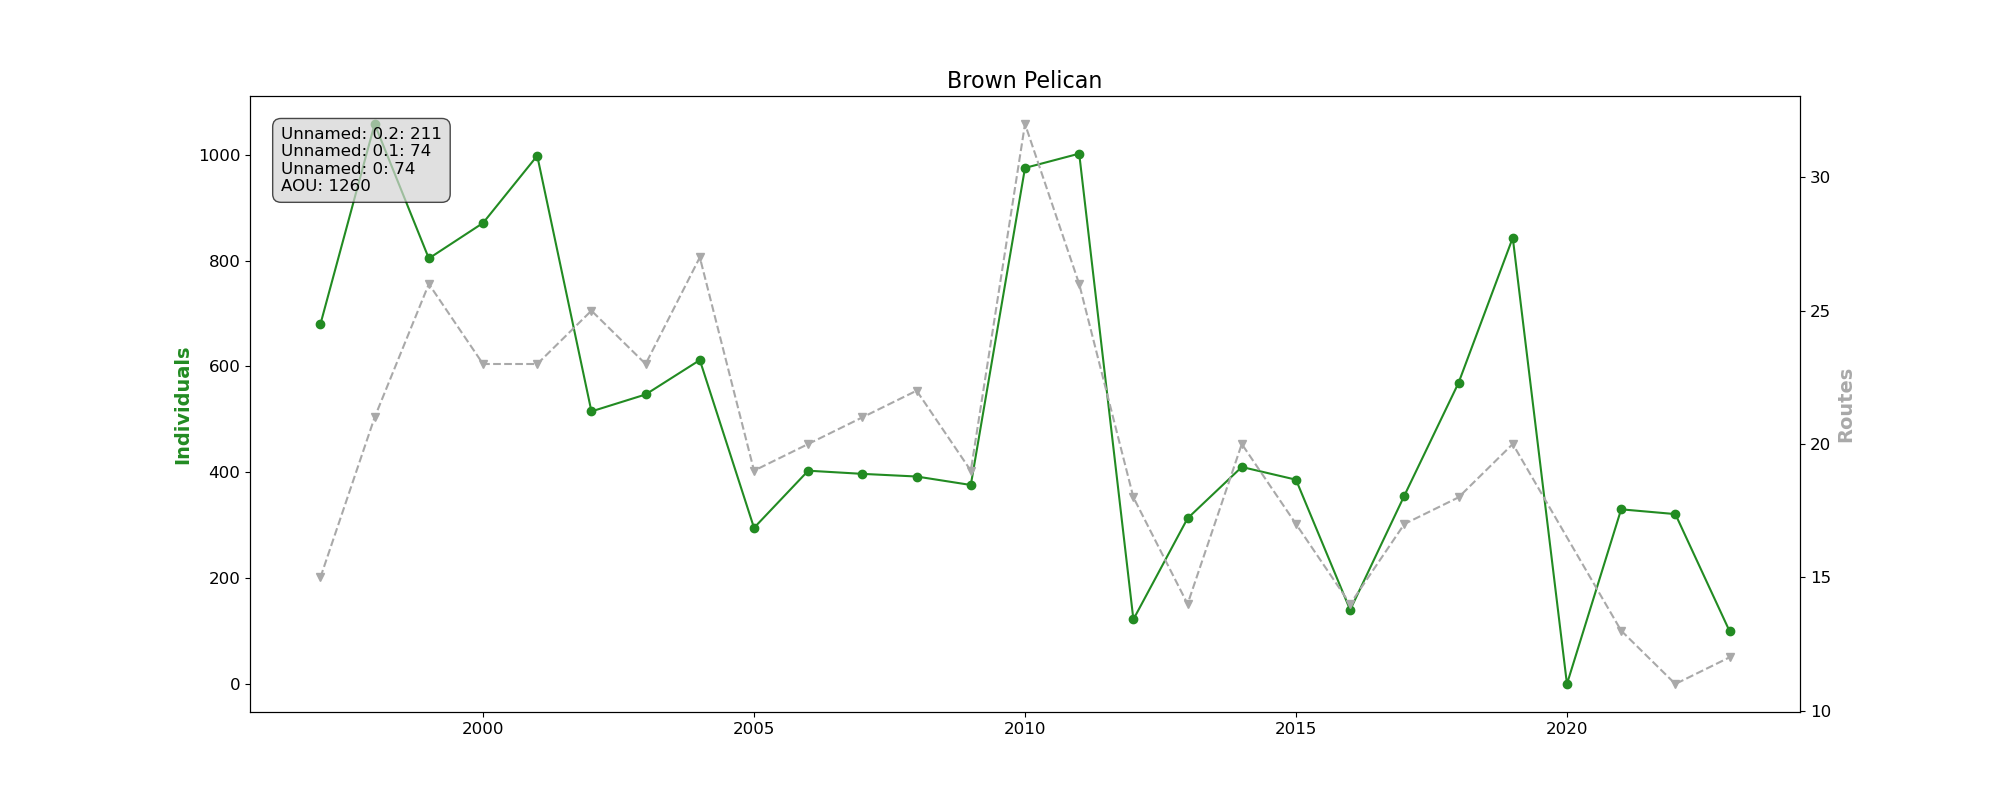 Brown Pelican
Unnamed: 0.2: 211
Unnamed: 0.1: 74
Unnamed: 0: 74
AOU: 1260
1000
800
600
400
200
0
Individuals
30
25
20
15
10
Routes
2000 2005 2010 2015 2020